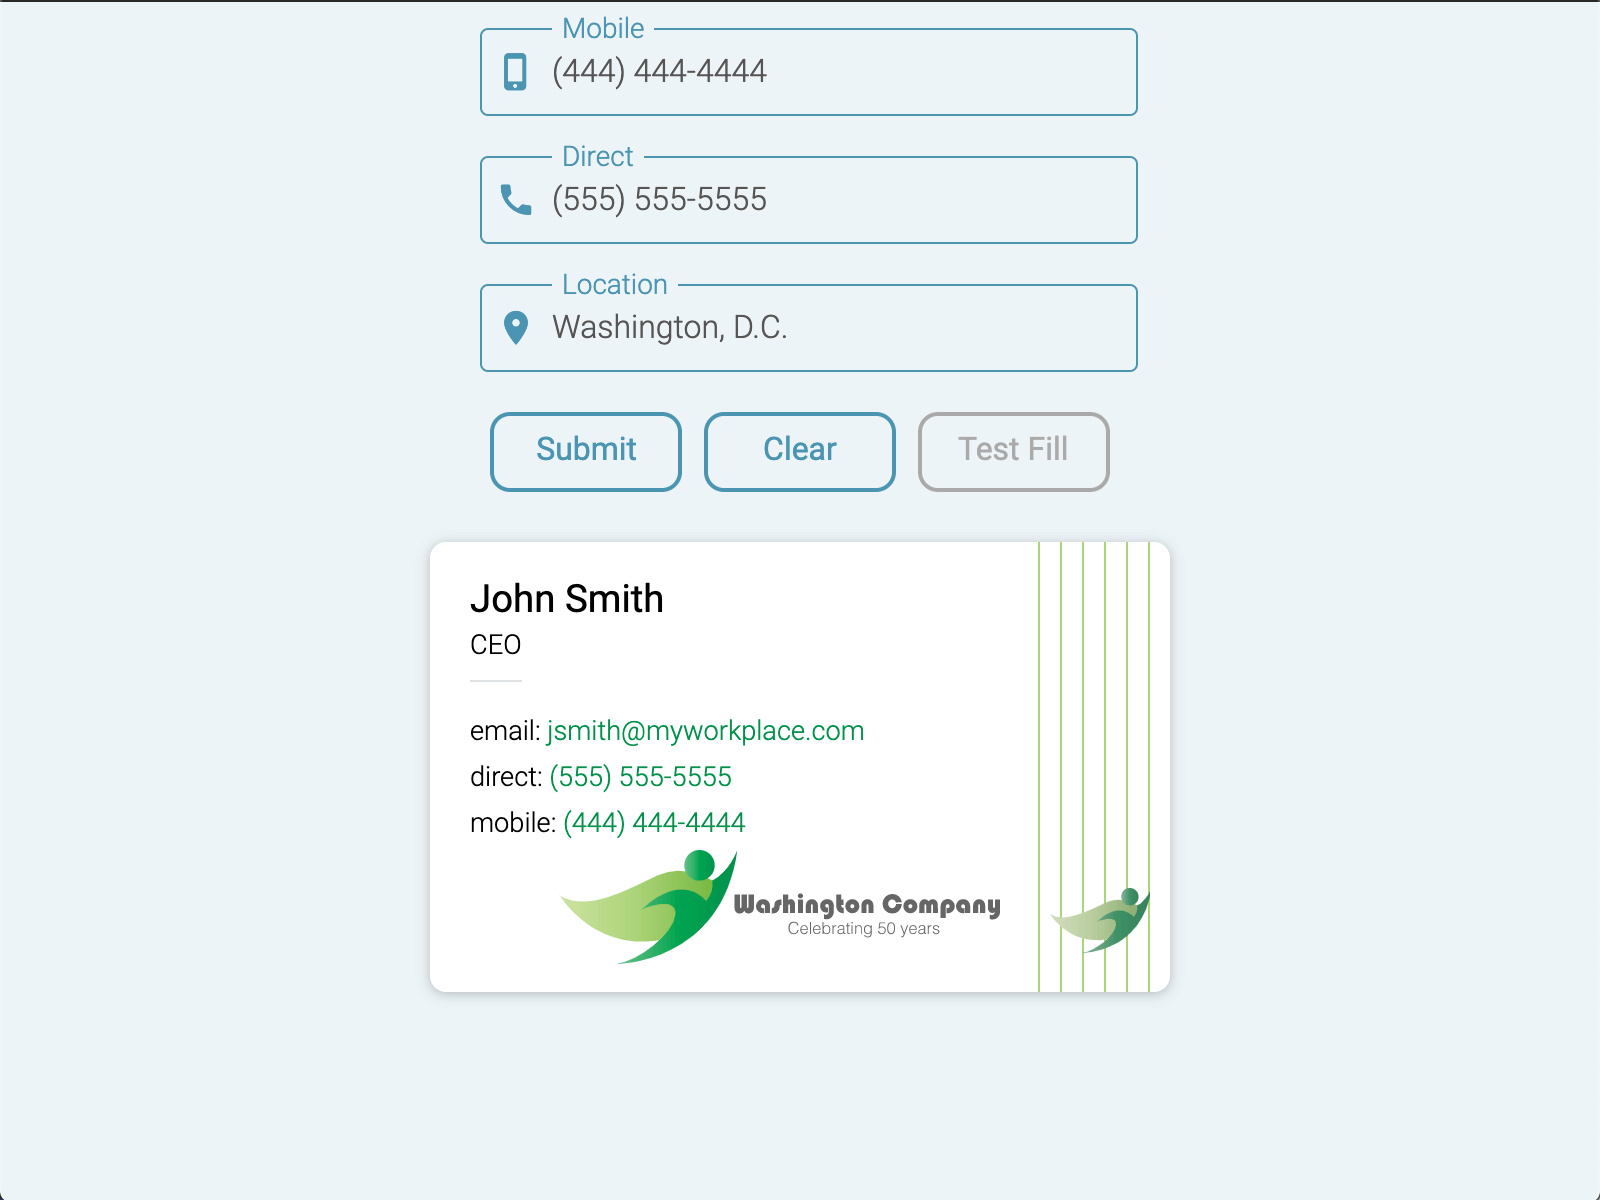 Mobile
(444) 444-4444
Direct
(555) 555-5555
Location
Washington, D.C.
Submit Clear Test Fill
John Smith
CEO
email: jsmith@myworkplace.com
direct: (555) 555-5555
mobile: (444) 444-4444
Washington Company
Celebrating 50 years